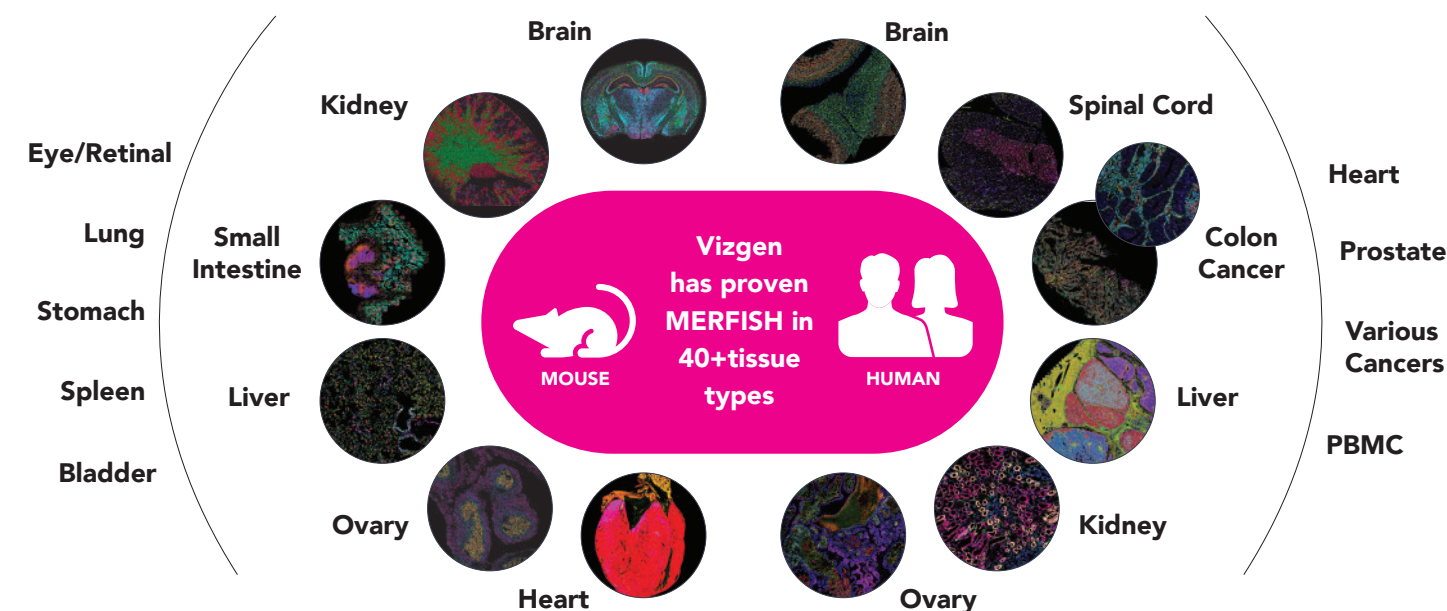 Brain
Brain
Kidney
Spinal Cord
Eye/Retinal
Heart
Lung
Small
Intestine
Colon
Cancer
Prostate
Vizgen
has proven
MERFISH in
40+tissue
types
MOUSE
HUMAN
Stomach
Various
Cancers
Spleen
Liver
Liver
PBMC
Bladder
Ovary
Kidney
Heart
Ovary